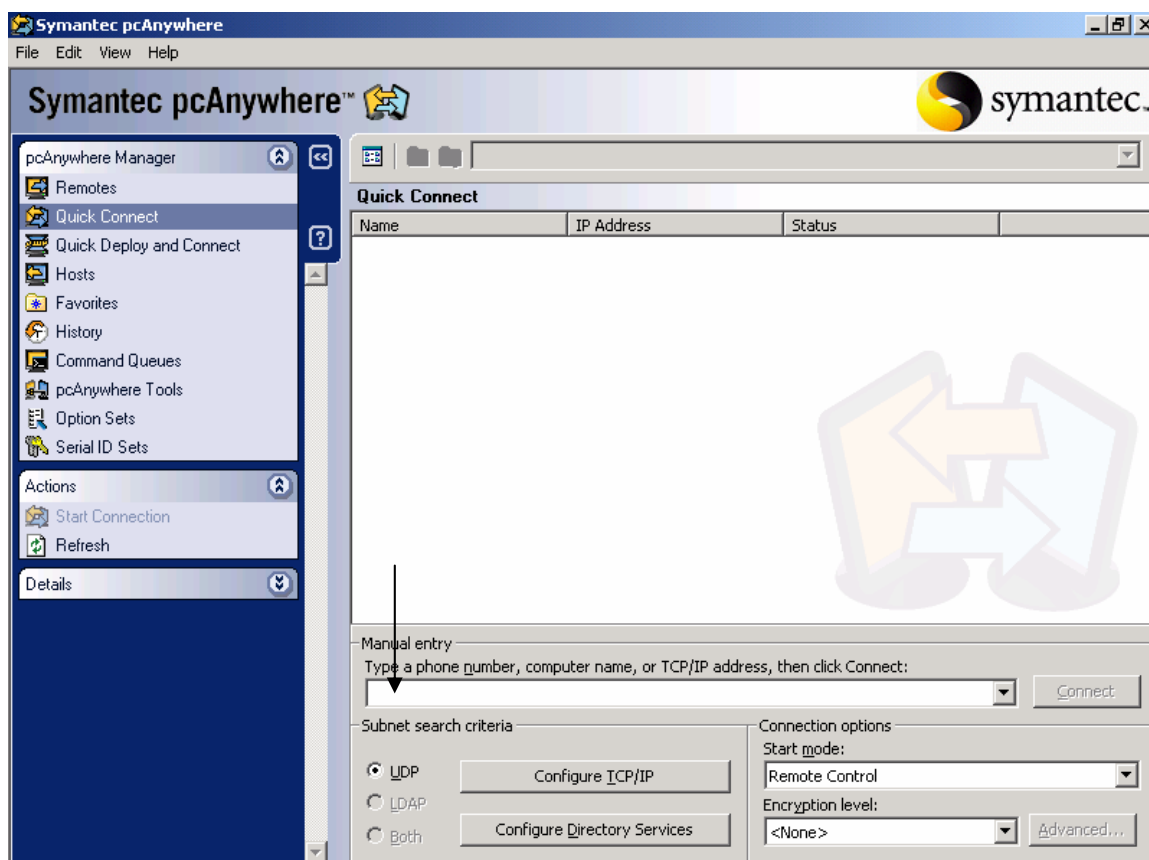 Symantec pcAnywhere
File Edit View Help
Symantec pcAnywhere™
symantec.
pcAnywhere Manager
Remotes
Quick Connect
Quick Deploy and Connect
Hosts
Favorites
History
Command Queues
pcAnywhere Tools
Option Sets
Serial ID Sets
Actions
Start Connection
Refresh
Details
Quick Connect
Name IP Address Status
Manual entry
Type a phone number, computer name, or TCP/IP address, then click Connect:
Connect
Subnet search criteria
UDP
LDAP
Both
Configure TCP/IP
Configure Directory Services
Connection options
Start mode:
Remote Control
Encryption level:
<None>
Advanced...